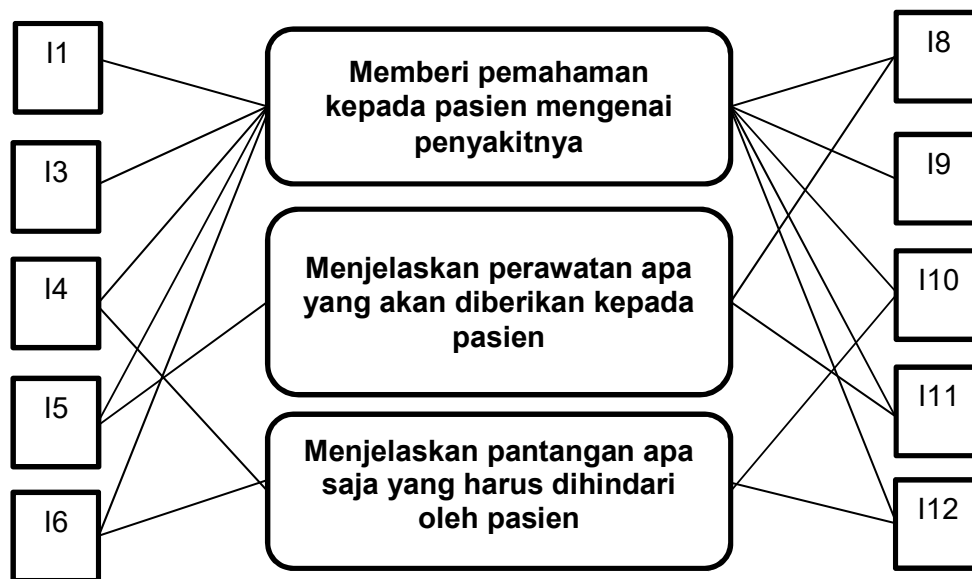 I1
I3
I4
I5
I6
Memberi pemahaman
kepada pasien mengenai
penyakitnya
Menjelaskan perawatan apa
yang akan diberikan kepada
pasien
Menjelaskan pantangan apa
saja yang harus dihindari
oleh pasien
I8
I9
I10
I11
I12